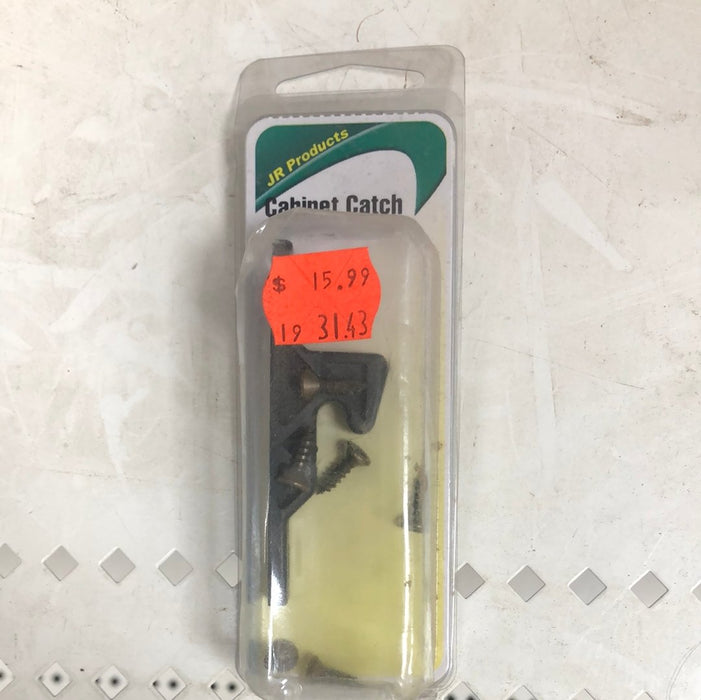 JR Products
Cabinet Catch
$ 15.99
19 31.43